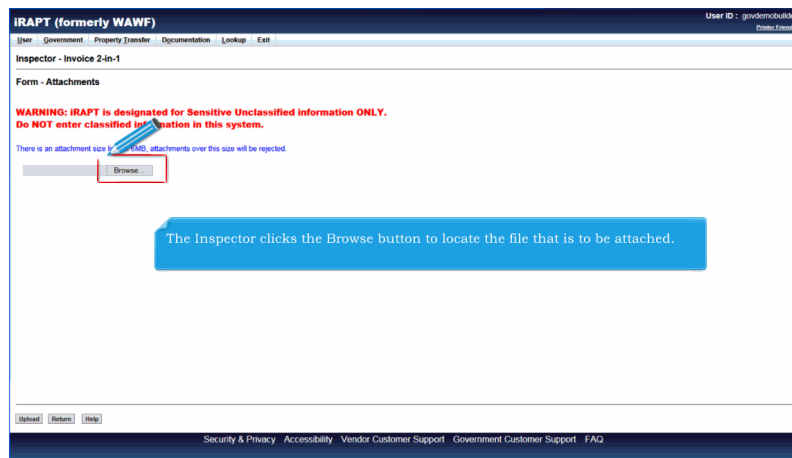 iRAPT (formerly WAWF)
User ID : govdemobuilde
Printer Friend
User Government Property Transfer Documentation Lookup Exit
Inspector - Invoice 2-in-1
Form - Attachments
WARNING: iRAPT is designated for Sensitive Unclassified information ONLY.
Do NOT enter classified information in this system.
There is an attachment size 6MB, attachments over this size will be rejected.
Browse...
The Inspector clicks the Browse button to locate the file that is to be attached.
Upload Return Help
Security & Privacy Accessibility Vendor Customer Support Government Customer Support FAQ